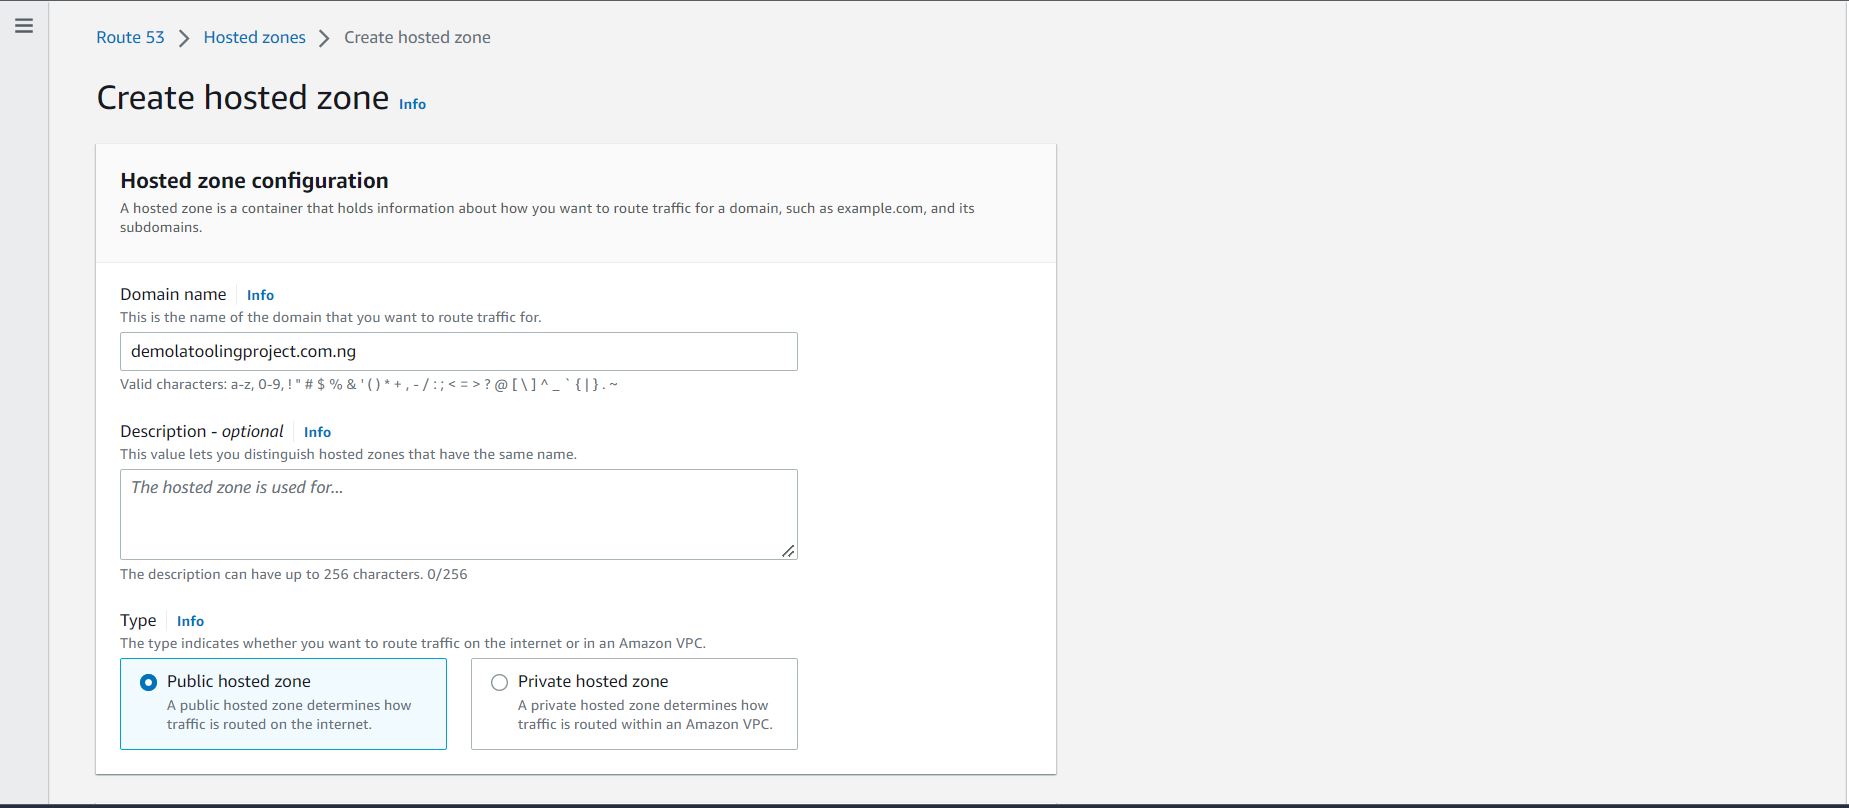 Route 53 > Hosted zones > Create hosted zone
Create hosted zone Info
Hosted zone configuration
A hosted zone is a container that holds information about how you want to route traffic for a domain, such as example.com, and its
subdomains.
Domain name Info
This is the name of the domain that you want to route traffic for.
demolatoolingproject.com.ng
Valid characters: a-z, 0-9, ! " # $ % & ' ( ) * + , - / : ; < = > ? @ [ \ ] ^ _ ` { | } . ~
Description - optional Info
This value lets you distinguish hosted zones that have the same name.
The hosted zone is used for...
The description can have up to 256 characters. 0/256
Type Info
The type indicates whether you want to route traffic on the internet or in an Amazon VPC.
Public hosted zone
A public hosted zone determines how
traffic is routed on the internet.
Private hosted zone
A private hosted zone determines how
traffic is routed within an Amazon VPC.